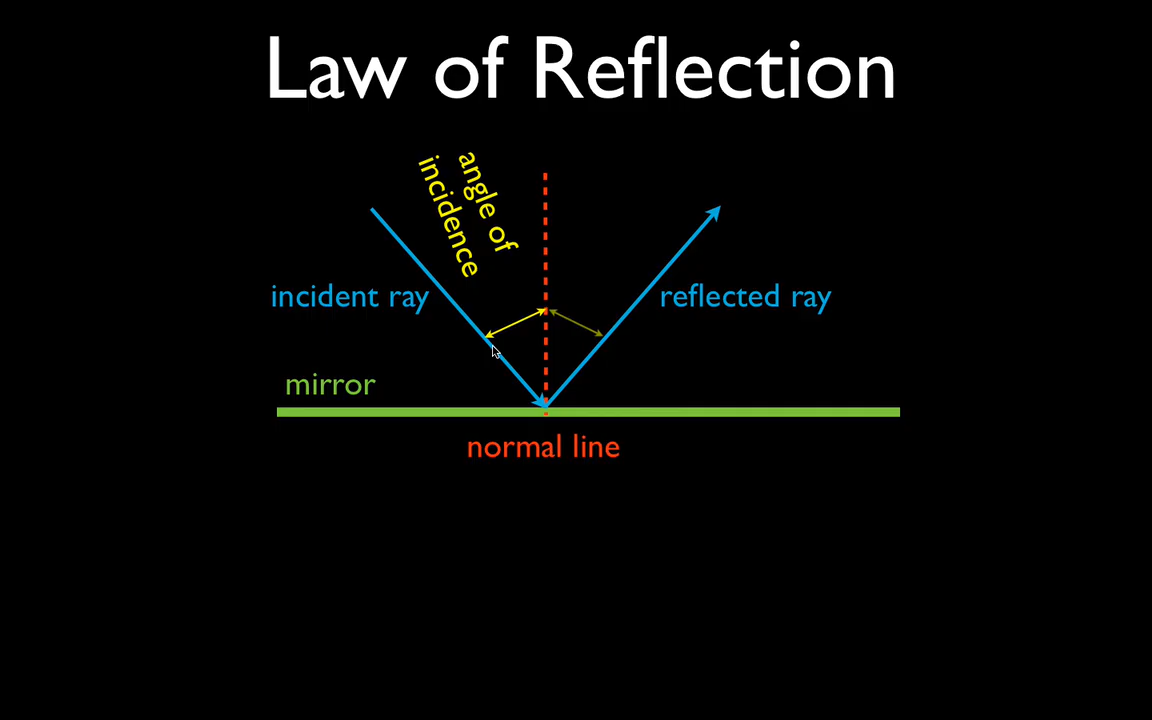 Law of Reflection
angle of
incidence
incident ray
reflected ray
mirror
normal line